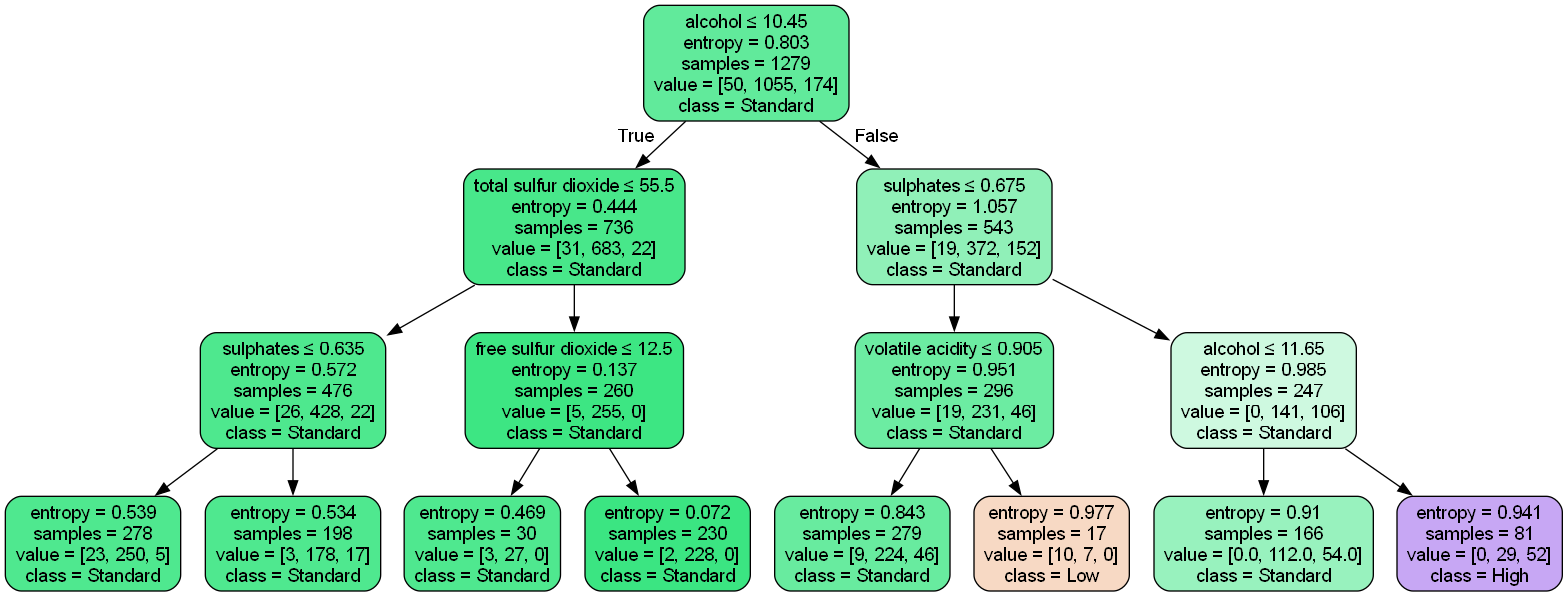 alcohol ≤ 10.45
entropy = 0.803
samples = 1279
value = [50, 1055, 174]
class = Standard
True
False
total sulfur dioxide ≤ 55.5
entropy = 0.444
samples = 736
value = [31, 683, 22]
class = Standard
sulphates ≤ 0.675
entropy = 1.057
samples = 543
value = [19, 372, 152]
class = Standard
sulphates ≤ 0.635
entropy = 0.572
samples = 476
value = [26, 428, 22]
class = Standard
free sulfur dioxide ≤ 12.5
entropy = 0.137
samples = 260
value = [5, 255, 0]
class = Standard
volatile acidity ≤ 0.905
entropy = 0.951
samples = 296
value = [19, 231, 46]
class = Standard
alcohol ≤ 11.65
entropy = 0.985
samples = 247
value = [0, 141, 106]
class = Standard
entropy = 0.539
samples = 278
value = [23, 250, 5]
class = Standard
entropy = 0.534
samples = 198
value = [3, 178, 17]
class = Standard
entropy = 0.469
samples = 30
value = [3, 27, 0]
class = Standard
entropy = 0.072
samples = 230
value = [2, 228, 0]
class = Standard
entropy = 0.843
samples = 279
value = [9, 224, 46]
class = Standard
entropy = 0.977
samples = 17
value = [10, 7, 0]
class = Low
entropy = 0.91
samples = 166
value = [0.0, 112.0, 54.0]
class = Standard
entropy = 0.941
samples = 81
value = [0, 29, 52]
class = High